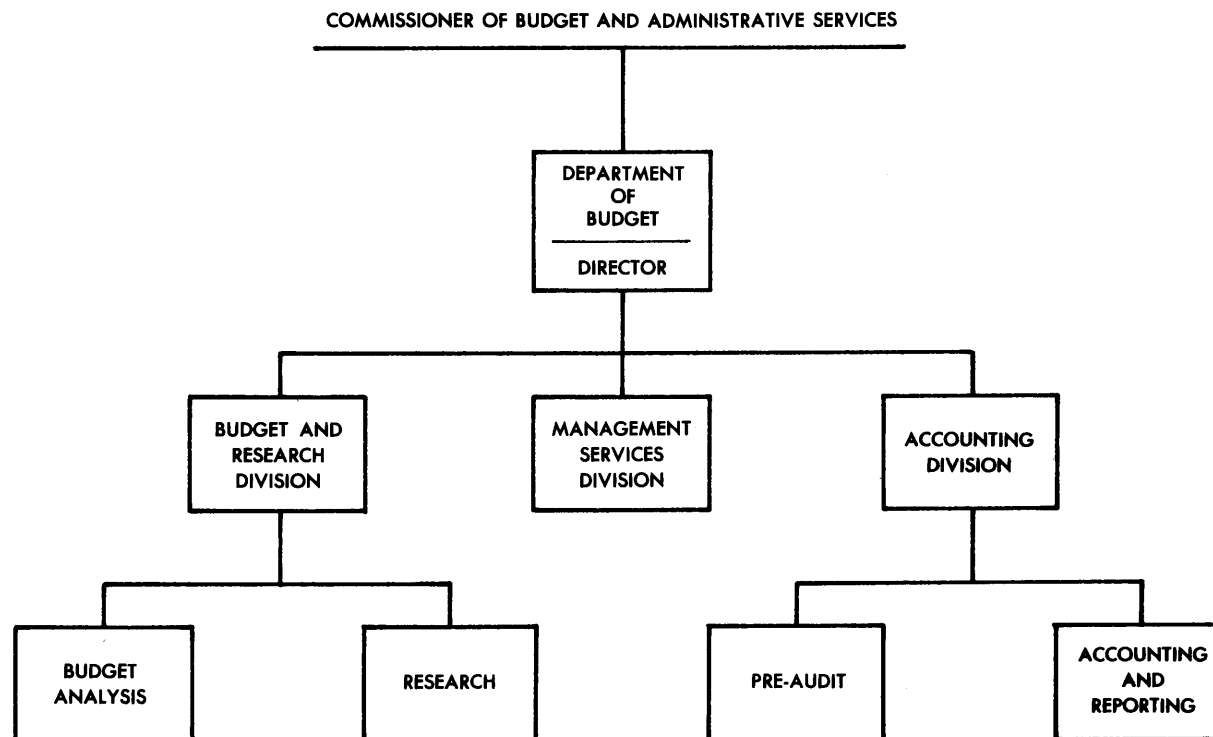 COMMISSIONER OF BUDGET AND ADMINISTRATIVE SERVICES
DEPARTMENT
OF
BUDGET
DIRECTOR
BUDGET AND
RESEARCH
DIVISION
MANAGEMENT
SERVICES
DIVISION
ACCOUNTING
DIVISION
BUDGET
ANALYSIS
RESEARCH
PRE-AUDIT
ACCOUNTING
AND
REPORTING